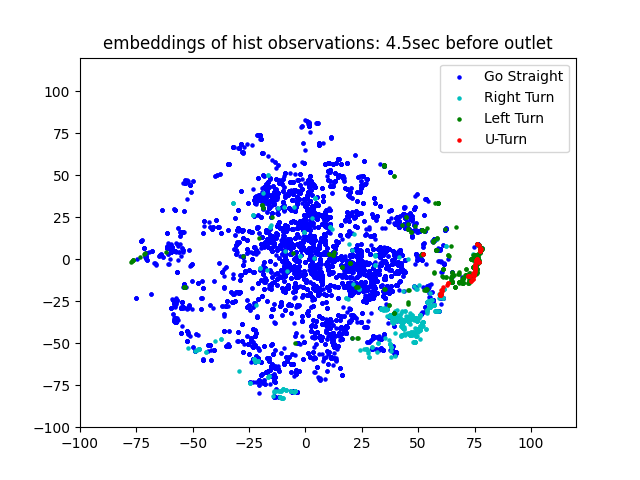 embeddings of hist observations: 4.5sec before outlet
Go Straight
Right Turn
Left Turn
U-Turn
100
75
50
25
0
−25
−50
−75
−100
−100 −75 −50 −25 0 25 50 75 100